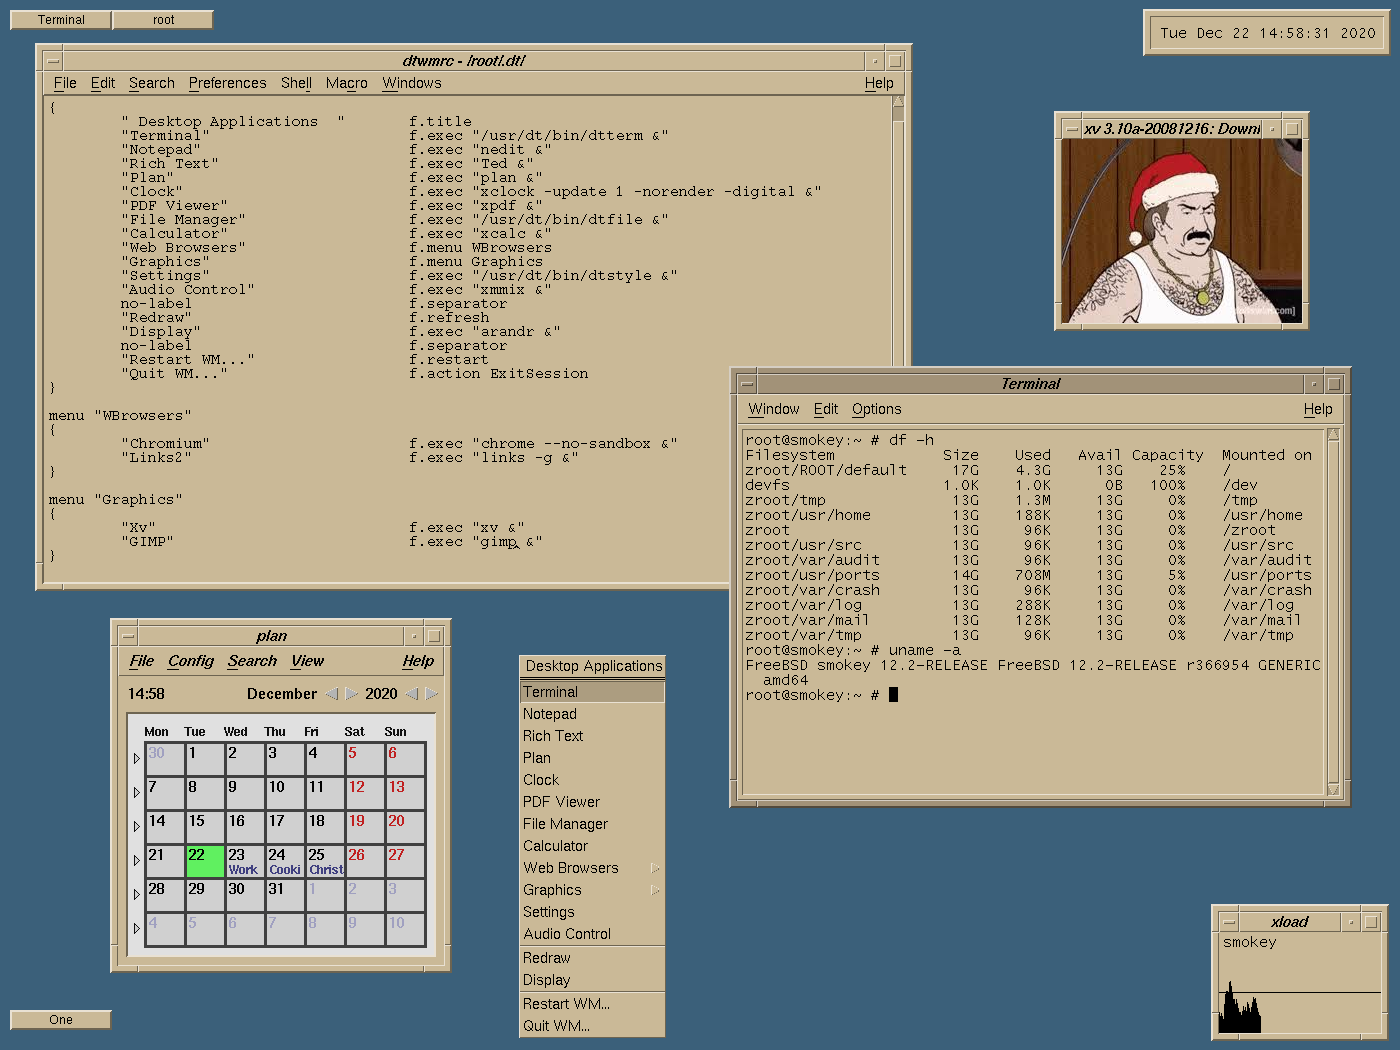 Terminal
root
Tue Dec 22 14:58:31 2020
dtwmrc - /root/.dt/
File Edit Search Preferences Shell Macro Windows Help
{
" Desktop Applications " f.title
"Terminal" f.exec "/usr/dt/bin/dtterm &"
"Notepad" f.exec "nedit &"
"Rich Text" f.exec "Ted &"
"Plan" f.exec "plan &"
"Clock" f.exec "xclock -update 1 -norender -digital &"
"PDF Viewer" f.exec "xpdf &"
"File Manager" f.exec "/usr/dt/bin/dtfile &"
"Calculator" f.exec "xcalc &"
"Web Browsers" f.menu WBrowsers
"Graphics" f.menu Graphics
"Settings" f.exec "/usr/dt/bin/dtstyle &"
"Audio Control" f.exec "xmmix &"
no-label f.separator
"Redraw" f.refresh
"Display" f.exec "arandr &"
no-label f.separator
"Restart WM..." f.restart
"Quit WM..." f.action ExitSession
}
menu "WBrowsers"
{
"Chromium" f.exec "chrome --no-sandbox &"
"Links2" f.exec "links -g &"
}
menu "Graphics"
{
"Xv" f.exec "xv &"
"GIMP" f.exec "gimp &"
}
xv 3.10a-20081216: Downl
Terminal
Window Edit Options Help
root@smokey:~ # df -h
Filesystem Size Used Avail Capacity Mounted on
zroot/ROOT/default 17G 4.3G 13G 25% /
devfs 1.0K 1.0K 0B 100% /dev
zroot/tmp 13G 1.3M 13G 0% /tmp
zroot/usr/home 13G 188K 13G 0% /usr/home
zroot 13G 96K 13G 0% /zroot
zroot/usr/src 13G 96K 13G 0% /usr/src
zroot/var/audit 13G 96K 13G 0% /var/audit
zroot/usr/ports 14G 708M 13G 5% /usr/ports
zroot/var/crash 13G 96K 13G 0% /var/crash
zroot/var/log 13G 288K 13G 0% /var/log
zroot/var/mail 13G 128K 13G 0% /var/mail
zroot/var/tmp 13G 96K 13G 0% /var/tmp
root@smokey:~ # uname -a
FreeBSD smokey 12.2-RELEASE FreeBSD 12.2-RELEASE r366954 GENERIC
amd64
root@smokey:~ #
plan
File Config Search View Help
14:58 December 2020
Mon Tue Wed Thu Fri Sat Sun
30 1 2 3 4 5 6
7 8 9 10 11 12 13
14 15 16 17 18 19 20
21 22 23 24 25 26 27
Work Cooki Christ
28 29 30 31 1 2 3
4 5 6 7 8 9 10
Desktop Applications
Terminal
Notepad
Rich Text
Plan
Clock
PDF Viewer
File Manager
Calculator
Web Browsers
Graphics
Settings
Audio Control
Redraw
Display
Restart WM...
Quit WM...
xload
smokey
One